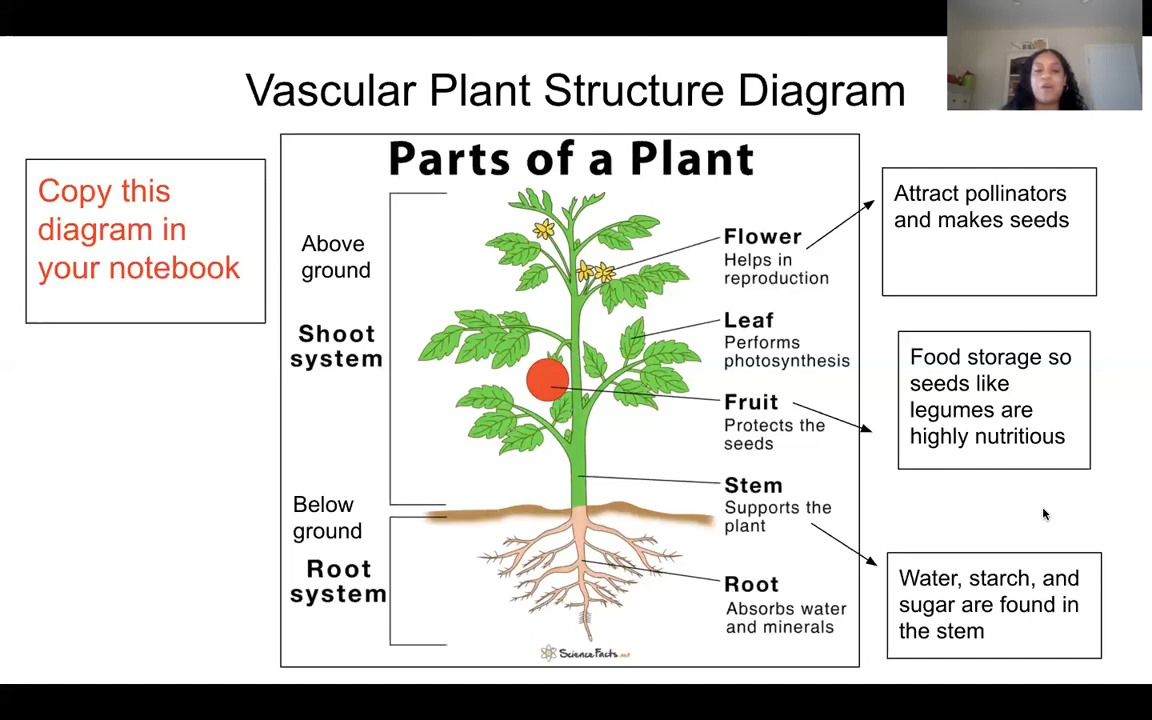 Vascular Plant Structure Diagram
Copy this
diagram in
your notebook
Parts of a Plant
Above
ground
Shoot
system
Below
ground
Root
system
Flower
Helps in
reproduction
Leaf
Performs
photosynthesis
Fruit
Protects the
seeds
Stem
Supports the
plant
Root
Absorbs water
and minerals
ScienceFacts.net
Attract pollinators
and makes seeds
Food storage so
seeds like
legumes are
highly nutritious
Water, starch, and
sugar are found in
the stem